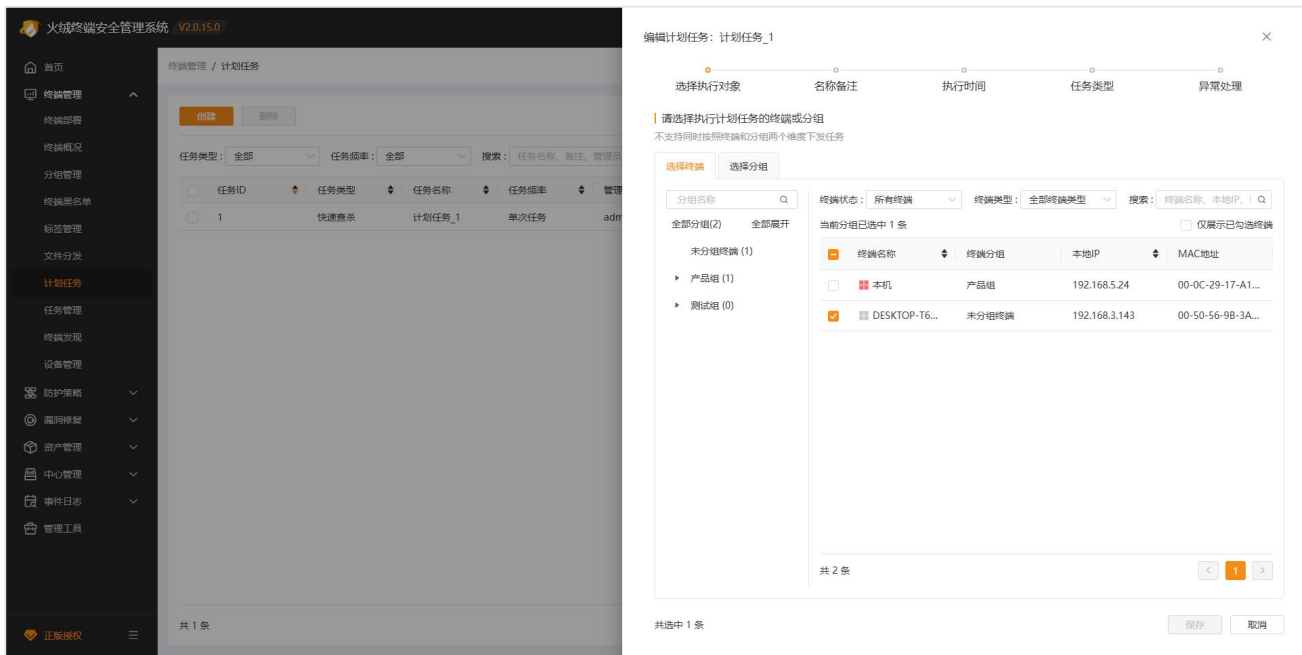 火绒终端安全管理系统 V2.0.15.0
首页
终端管理
终端部署
终端概况
分组管理
终端黑名单
标签管理
文件分发
计划任务
任务管理
终端发现
设备管理
防护策略
漏洞修复
资产管理
中心管理
事件日志
管理工具
正版授权
终端管理 / 计划任务
创建 删除
任务类型: 全部 任务频率: 全部 搜索: 任务名称、备注、管理员
任务ID 任务类型 任务名称 任务频率 管理
1 快速查杀 计划任务_1 单次任务 adm
共 1 条
编辑计划任务: 计划任务_1
选择执行对象 名称备注 执行时间 任务类型 异常处理
请选择执行计划任务的终端或分组
不支持同时按照终端和分组两个维度下发任务
选择终端 选择分组
分组名称
全部分组(2) 全部展开
未分组终端 (1)
产品组 (1)
测试组 (0)
终端状态: 所有终端 终端类型: 全部终端类型 搜索: 终端名称、本地IP、
当前分组已选中 1 条 仅展示已勾选终端
终端名称 终端分组 本地IP MAC地址
本机 产品组 192.168.5.24 00-0C-29-17-A1...
DESKTOP-T6... 未分组终端 192.168.3.143 00-50-56-9B-3A...
共 2 条 1
共选中 1 条 保存 取消